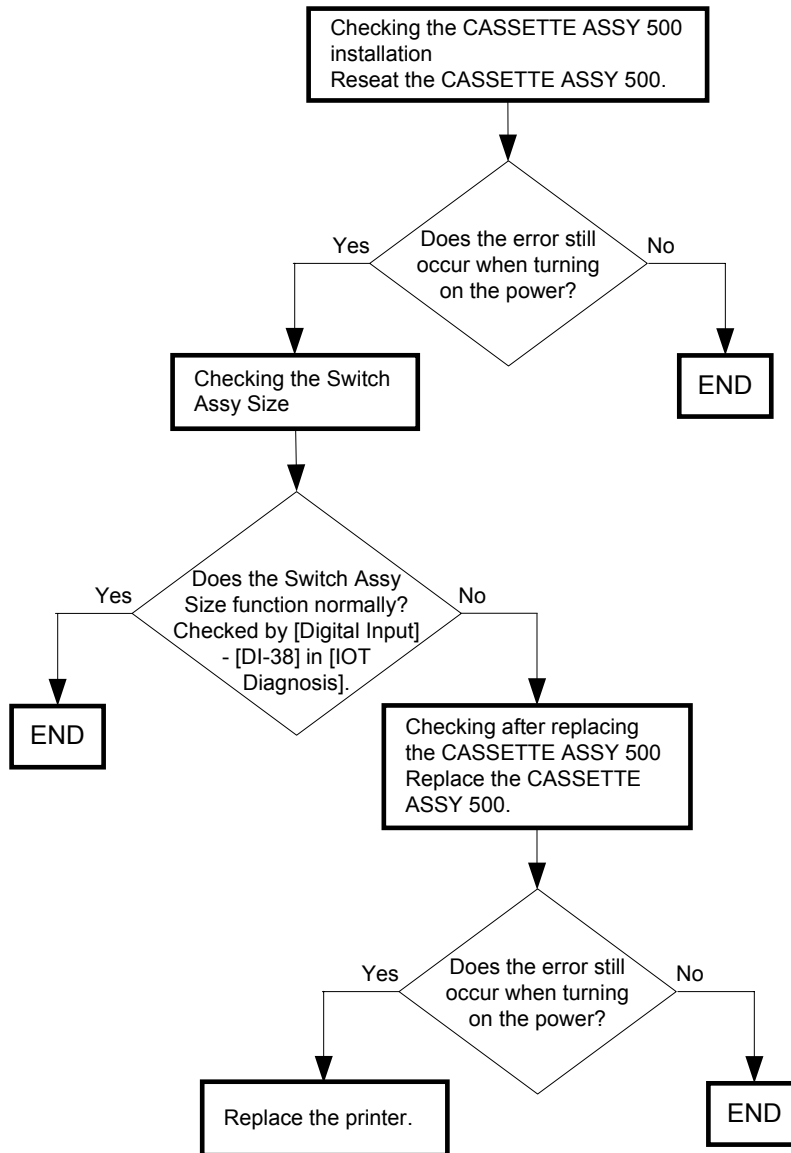 Checking the CASSETTE ASSY 500
installation
Reseat the CASSETTE ASSY 500.
Yes
Does the error still
occur when turning
on the power?
No
Checking the Switch
Assy Size
END
Yes
Does the Switch Assy
Size function normally?
Checked by [Digital Input]
- [DI-38] in [IOT
Diagnosis].
No
END
Checking after replacing
the CASSETTE ASSY 500
Replace the CASSETTE
ASSY 500.
Yes
Does the error still
occur when turning
on the power?
No
Replace the printer.
END